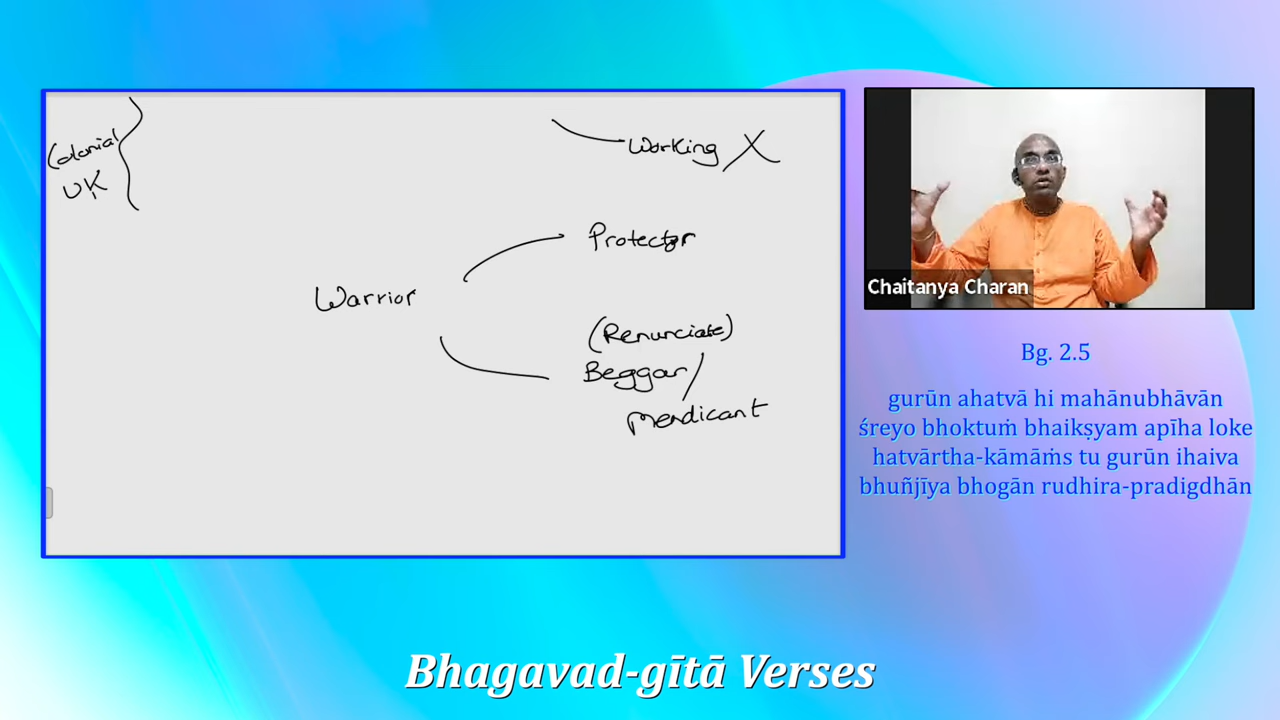 Colonial
UK
Working X
Protector
Warrior
(Renunciate)
Beggar/
mendicant
Chaitanya Charan
Bg. 2.5
gurūn ahatvā hi mahānubhāvān
śreyo bhoktuṁ bhaikṣyam apīha loke
hatvārtha-kāmāṁs tu gurūn ihaiva
bhuñjīya bhogān rudhira-pradigdhān
Bhagavad-gītā Verses